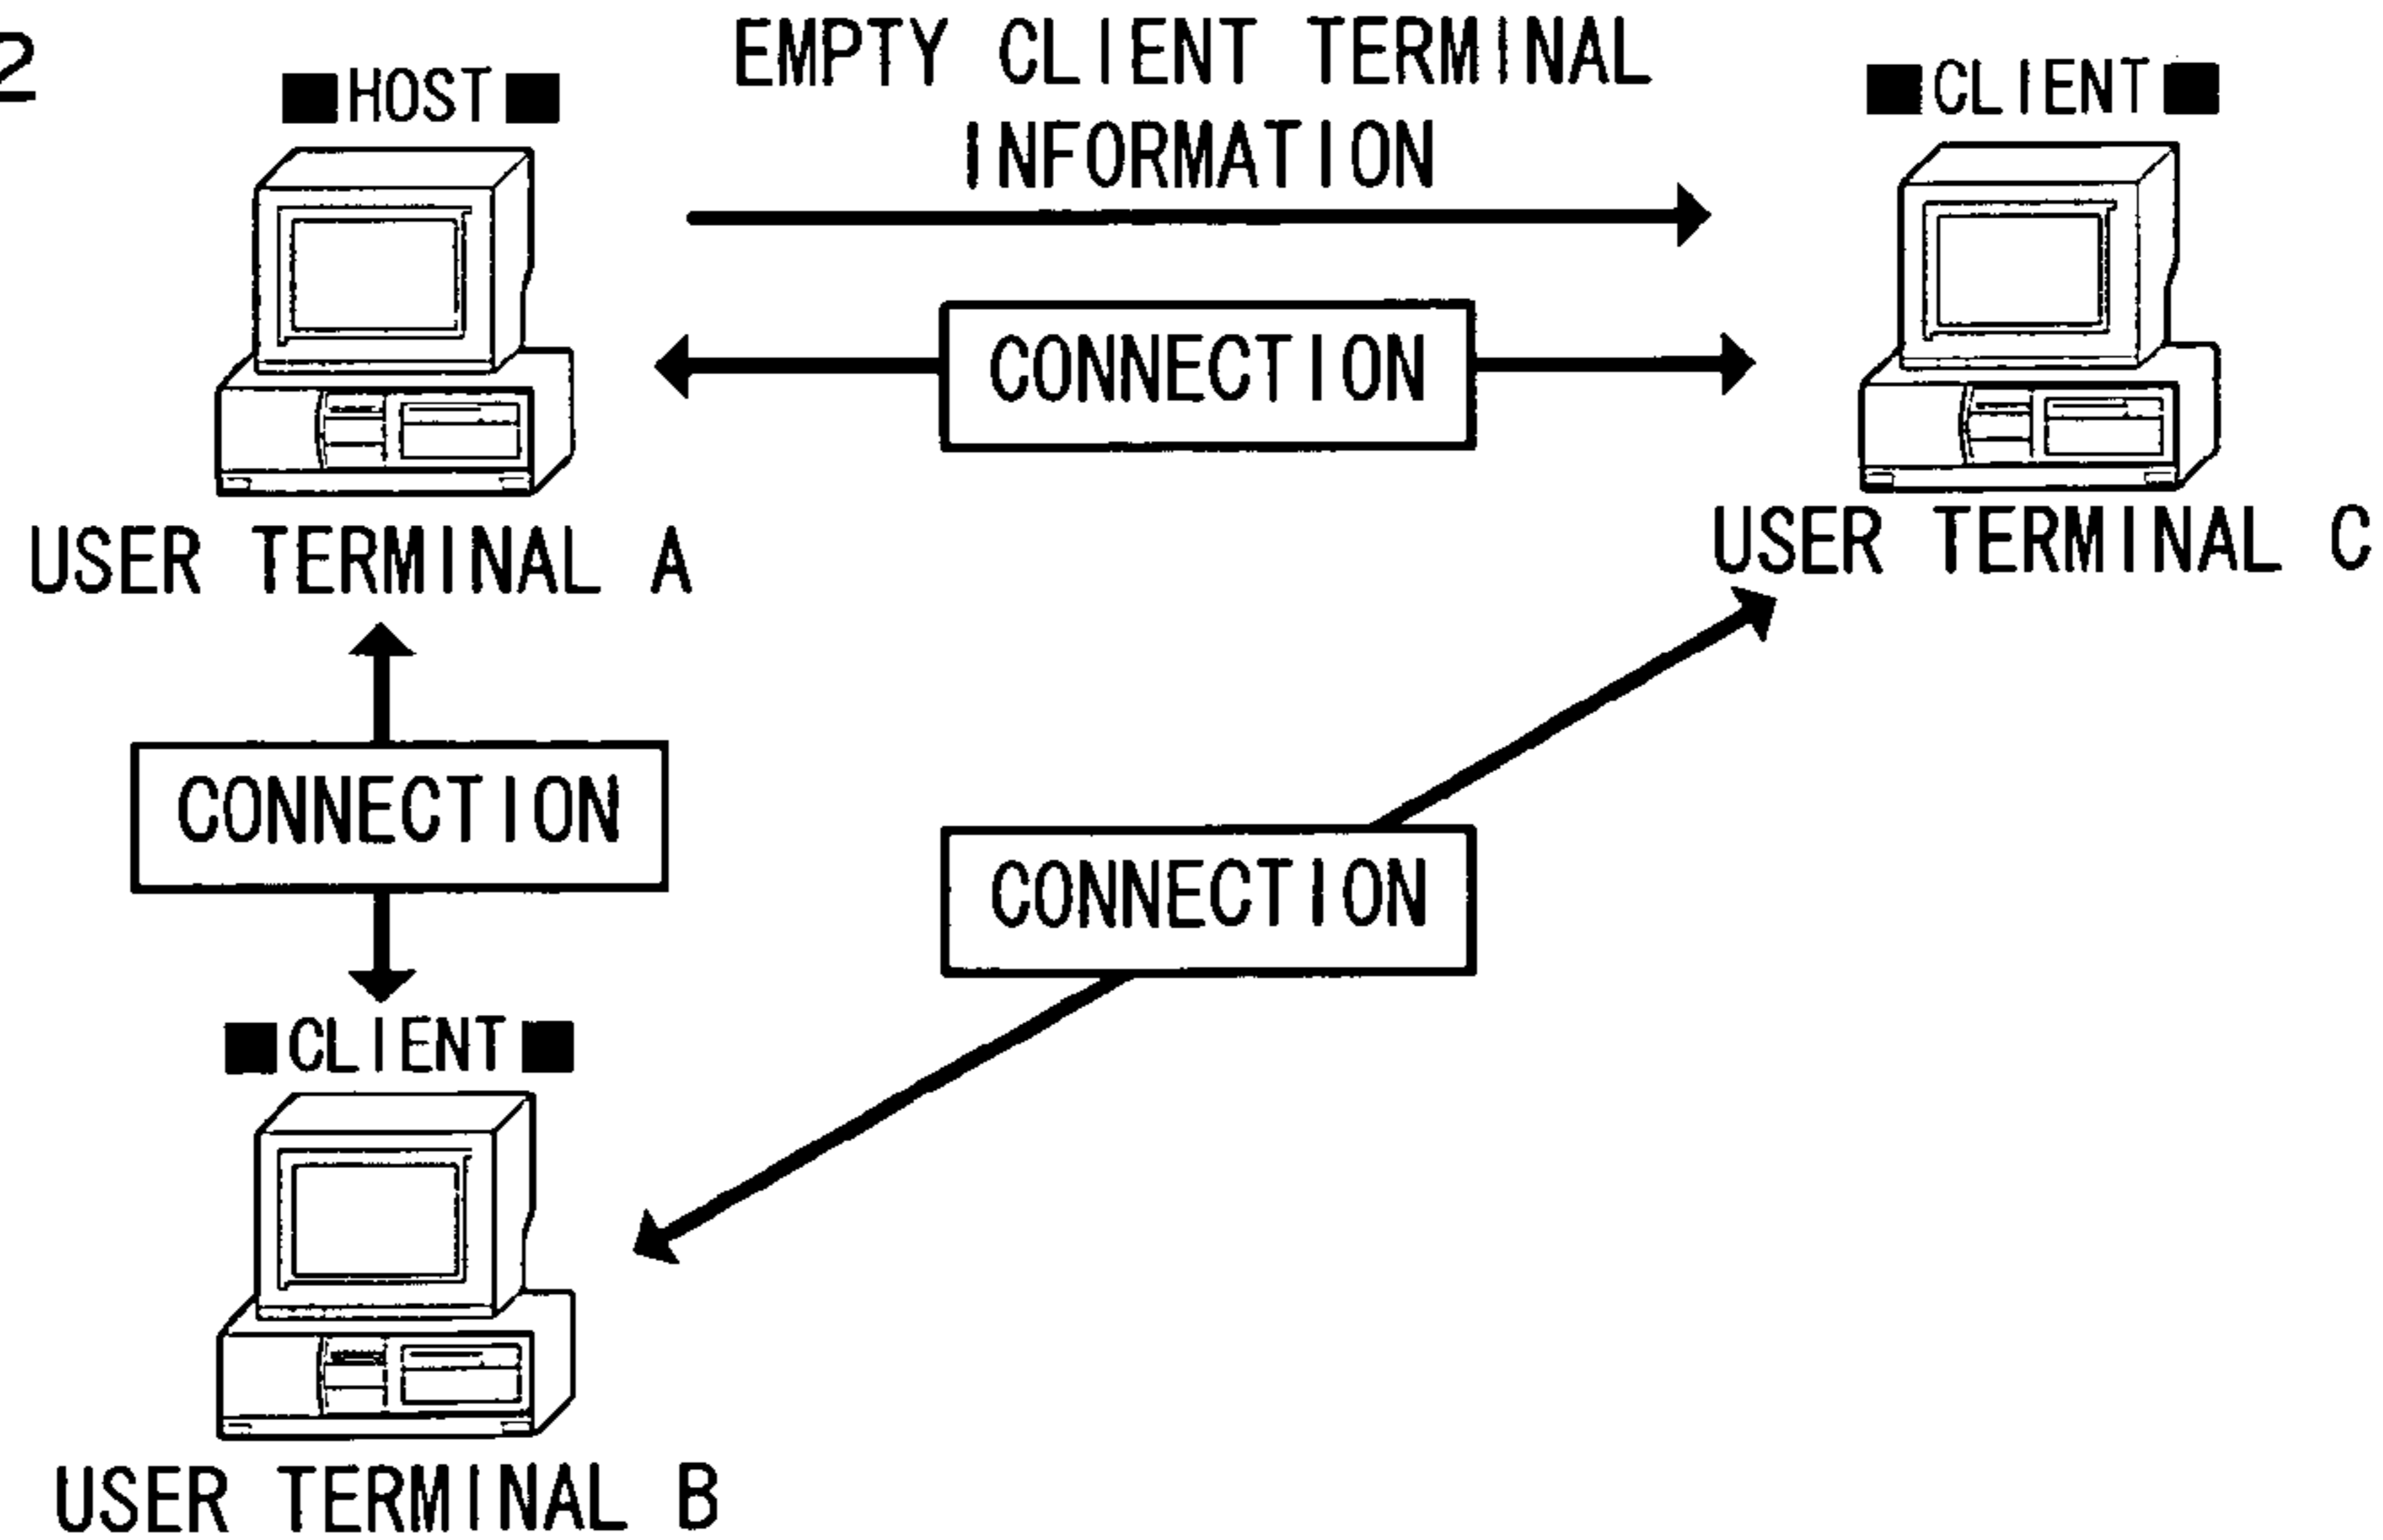 2
■HOST■
EMPTY CLIENT TERMINAL
INFORMATION
■CLIENT■
CONNECTION
USER TERMINAL A
USER TERMINAL C
CONNECTION
CONNECTION
■CLIENT■
USER TERMINAL B